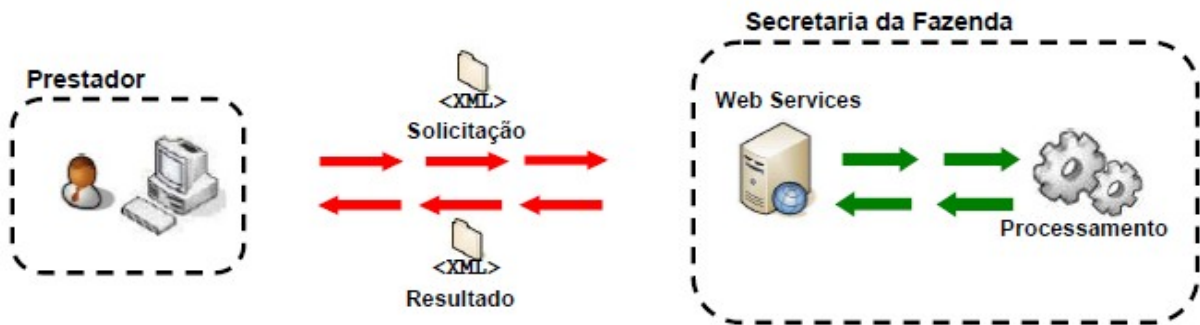 Secretaria da Fazenda
Prestador
<XML>
Solicitação
Web Services
Processamento
<XML>
Resultado